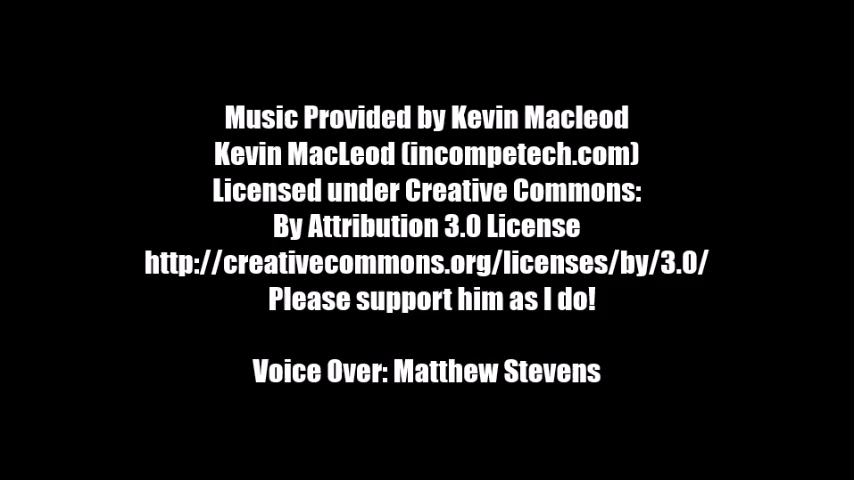 Music Provided by Kevin Macleod
Kevin MacLeod (incompetech.com)
Licensed under Creative Commons:
By Attribution 3.0 License
http://creativecommons.org/licenses/by/3.0/
Please support him as I do!
Voice Over: Matthew Stevens